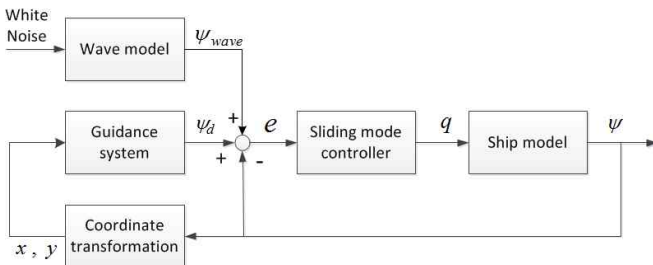 White
Noise
Wave model
ψwave
Guidance
system
ψd
+
+
-
e
Sliding mode
controller
q
Ship model
ψ
Coordinate
transformation
x , y